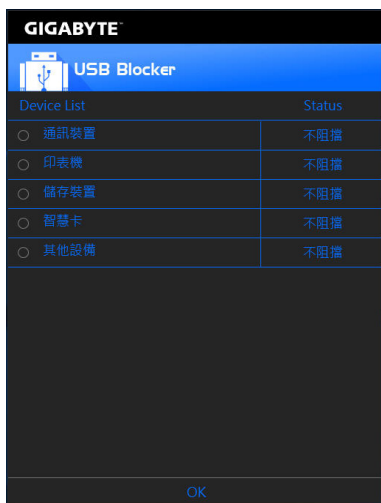 GIGABYTE™
USB Blocker
Device List Status
通訊裝置 不阻擋
印表機 不阻擋
儲存裝置 不阻擋
智慧卡 不阻擋
其他設備 不阻擋
OK